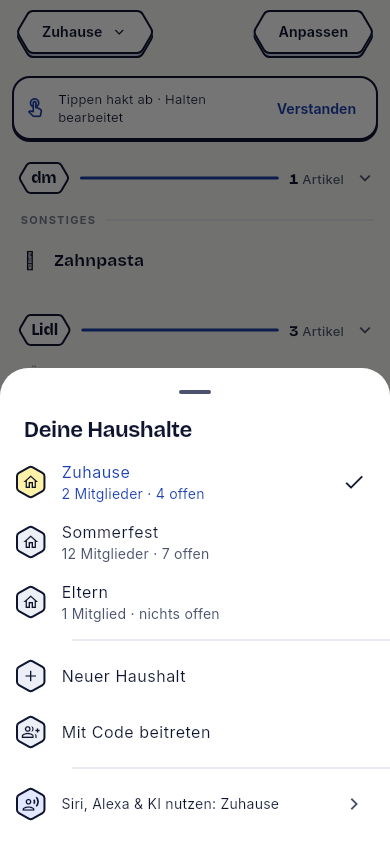 Zuhause
Anpassen
Tippen hakt ab · Halten
bearbeitet
Verstanden
dm
1 Artikel
SONSTIGES
Zahnpasta
Lidl
3 Artikel
Deine Haushalte
Zuhause
2 Mitglieder · 4 offen
Sommerfest
12 Mitglieder · 7 offen
Eltern
1 Mitglied · nichts offen
Neuer Haushalt
Mit Code beitreten
Siri, Alexa & KI nutzen: Zuhause